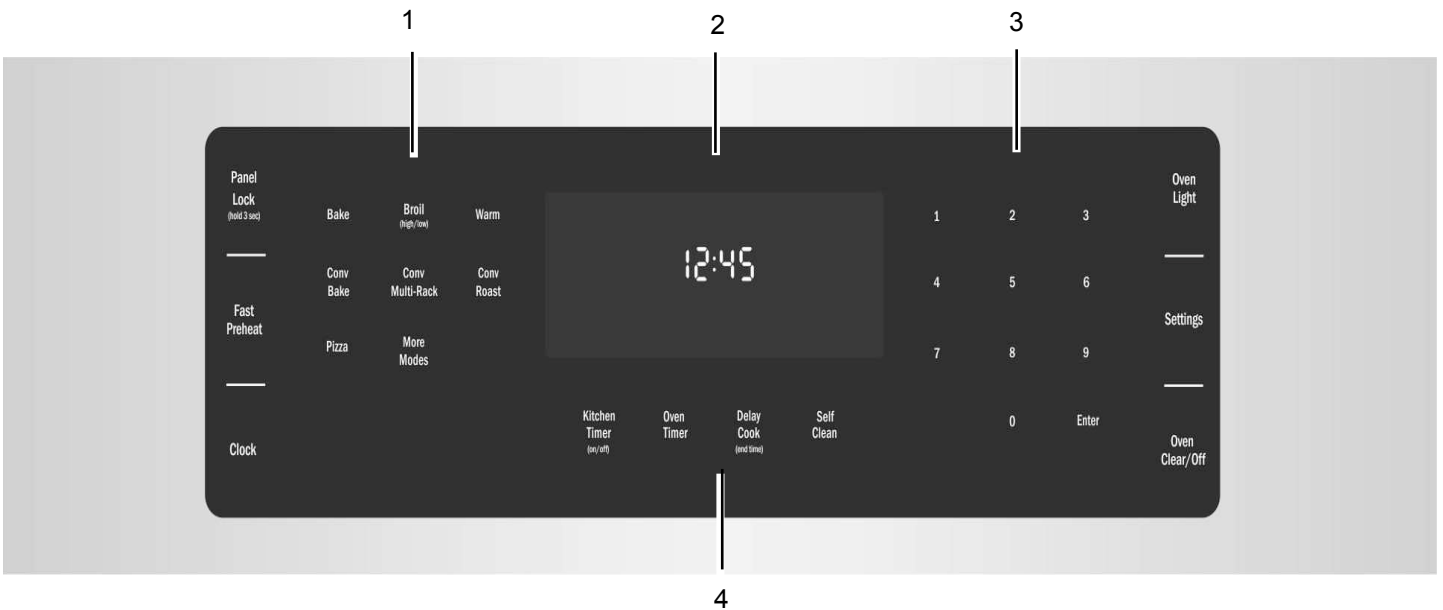 1
2
3
Panel
Lock
(hold 3 sec)
Fast
Preheat
Clock
Bake
Broil
(high/low)
Warm
Conv
Bake
Conv
Multi-Rack
Conv
Roast
Pizza
More
Modes
12:45
Kitchen
Timer
(on/off)
Oven
Timer
Delay
Cook
(end time)
Self
Clean
1
2
3
4
5
6
7
8
9
0
Enter
Oven
Light
Settings
Oven
Clear/Off
4